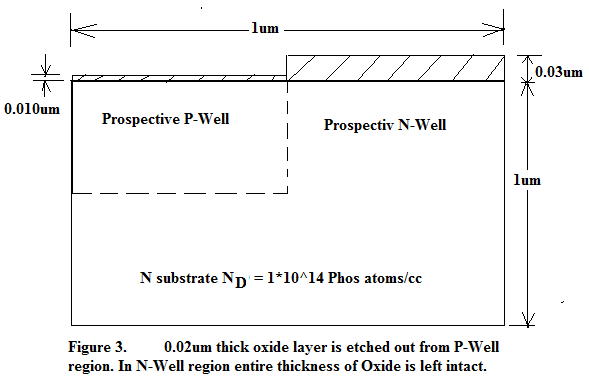 1um
0.03um
0.010um
Prospective P-Well
Prospectiv N-Well
1um
N substrate ND = 1*10^14 Phos atoms/cc
Figure 3. 0.02um thick oxide layer is etched out from P-Well
region. In N-Well region entire thickness of Oxide is left intact.